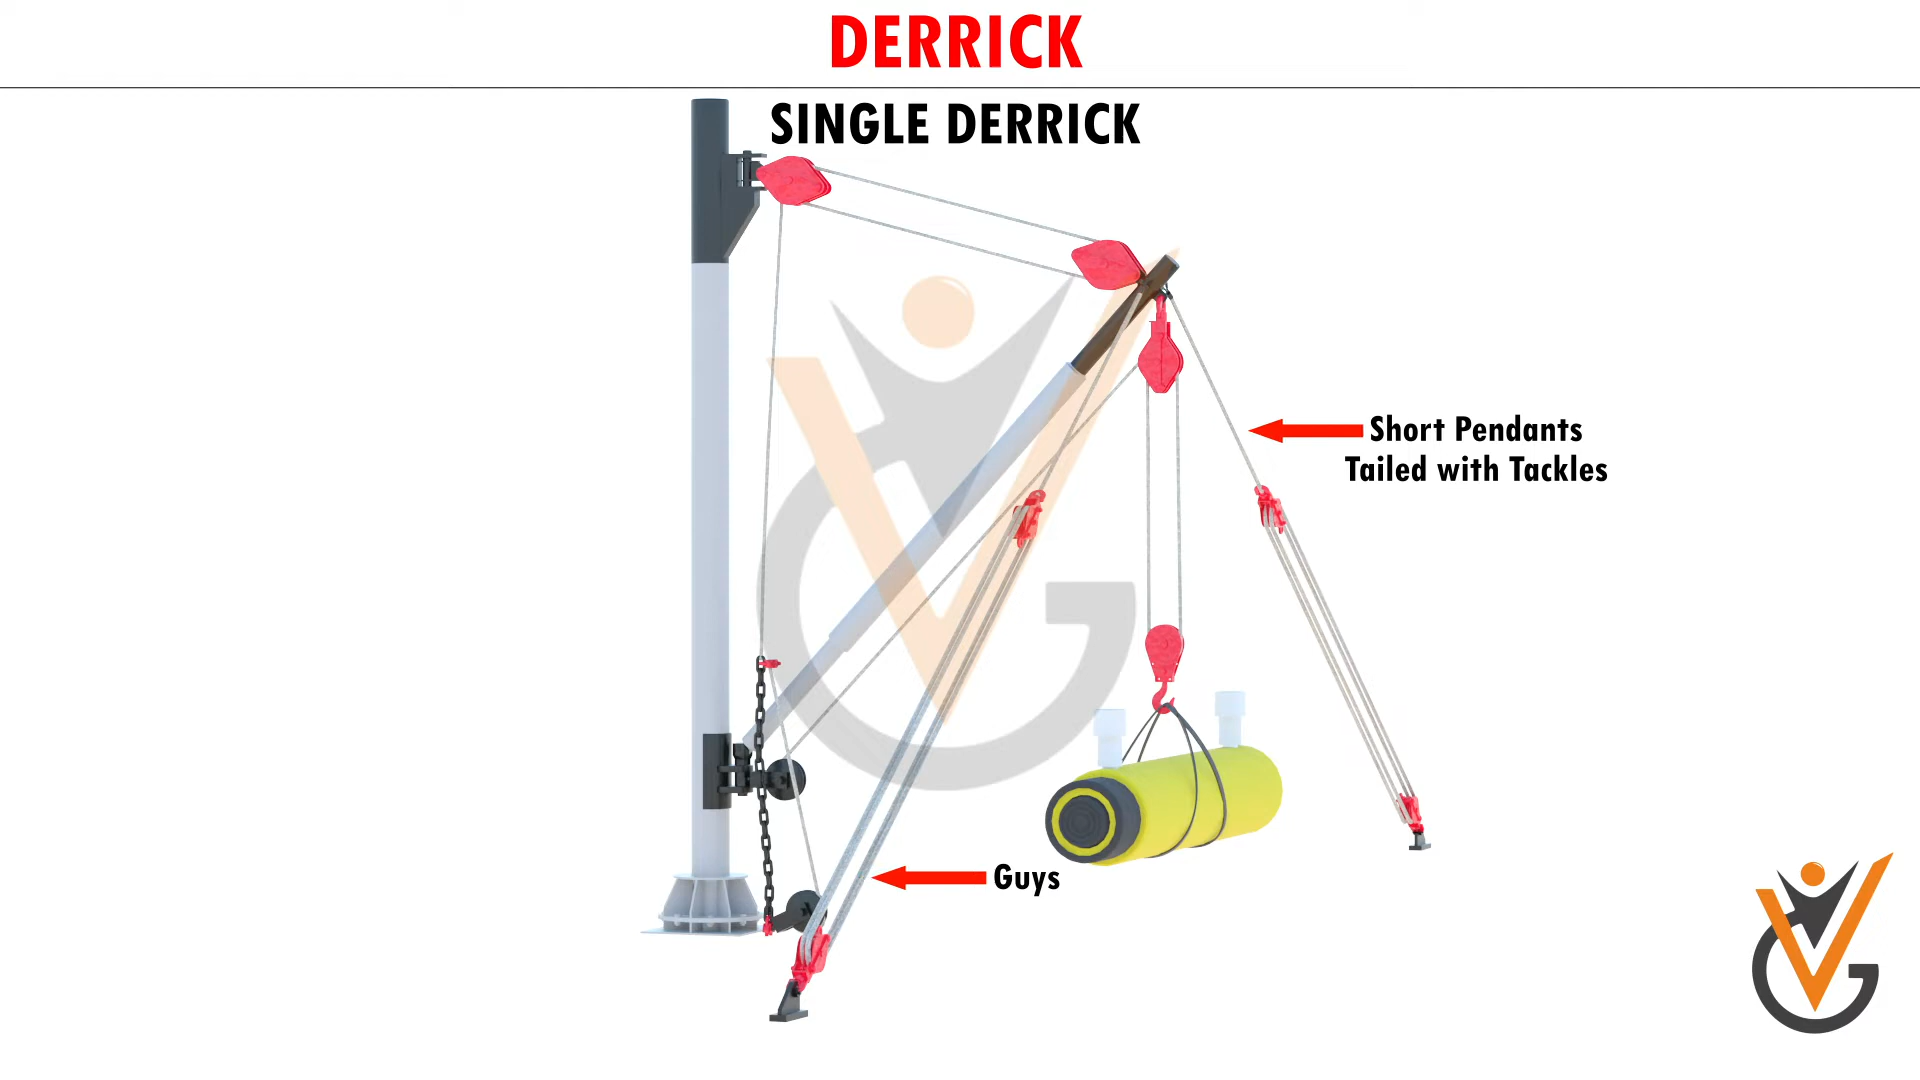 DERRICK
SINGLE DERRICK
Short Pendants
Tailed with Tackles
Guys